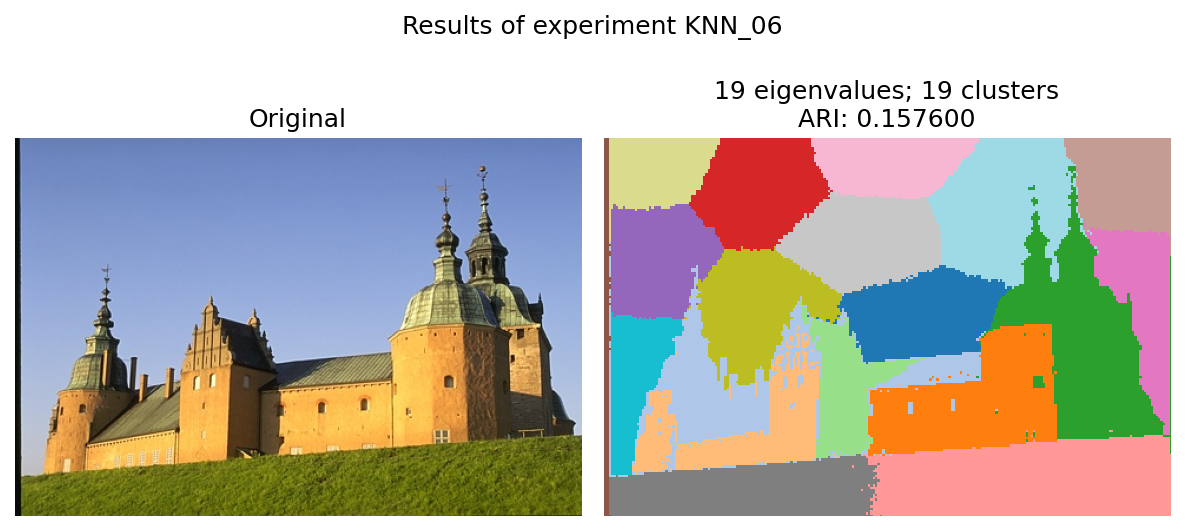 Results of experiment KNN_06
Original
19 eigenvalues; 19 clusters
ARI: 0.157600